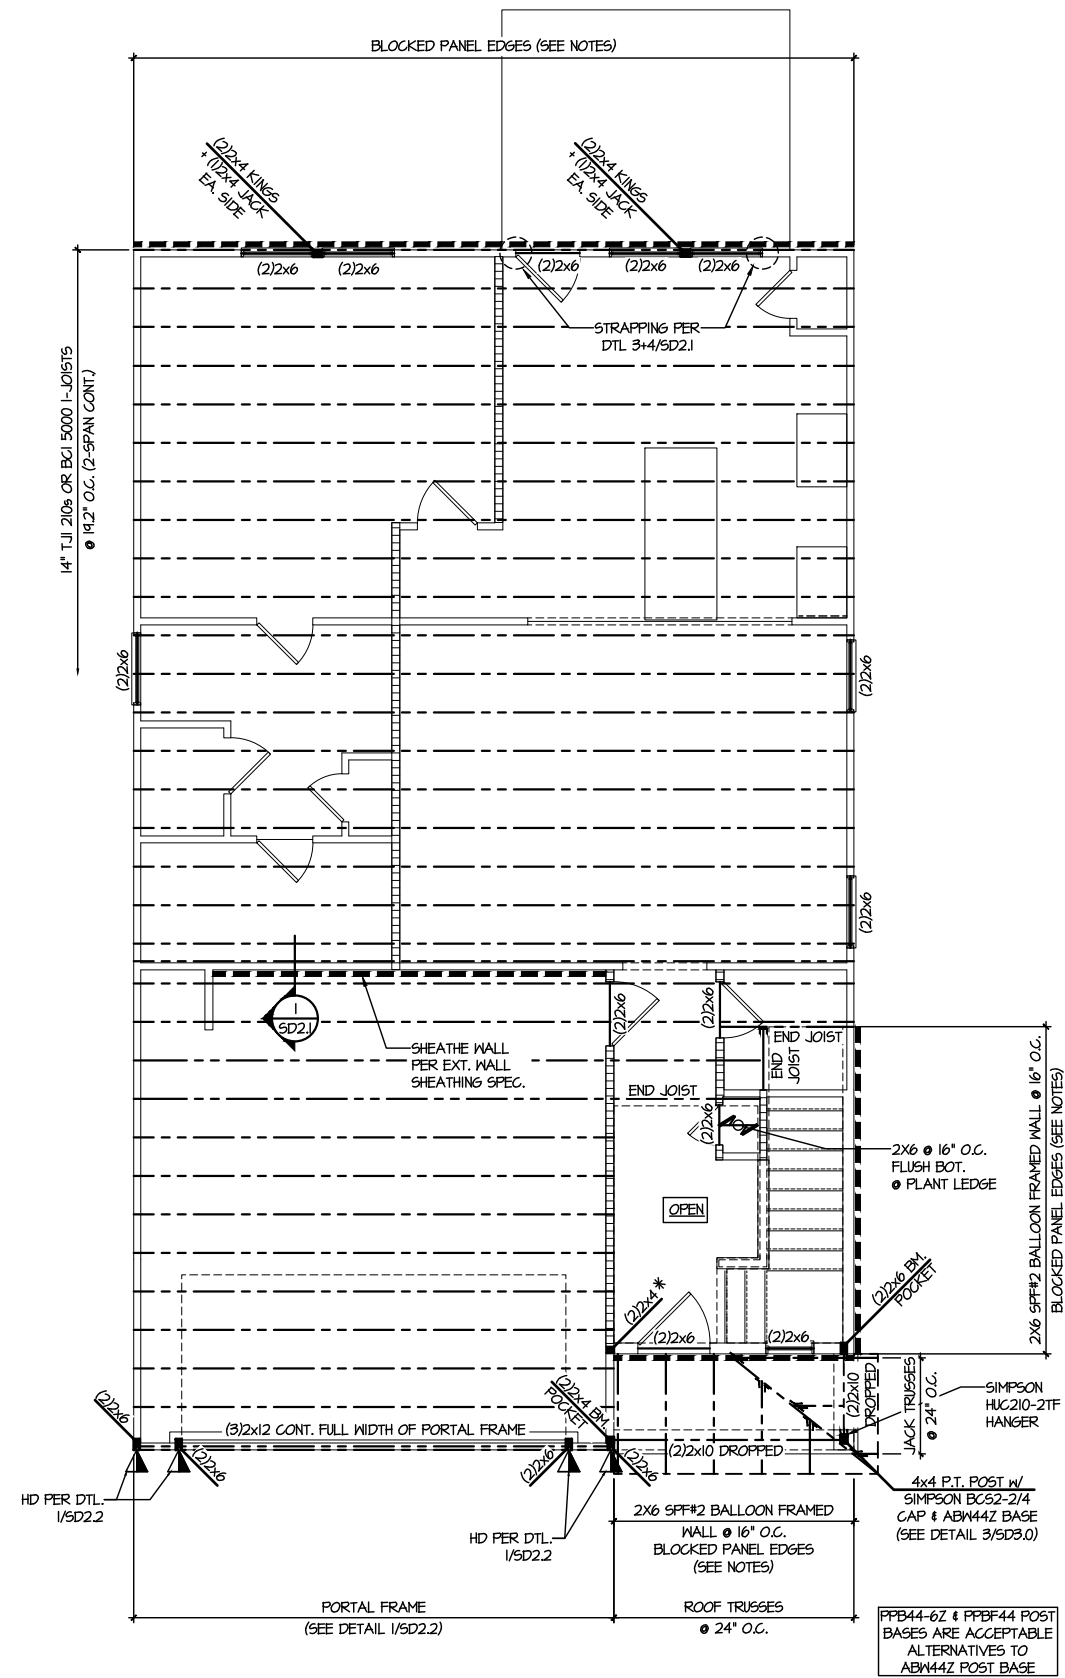 BLOCKED PANEL EDGES (SEE NOTES)
(2)2x4 KINGS
+ (1)2x4 JACK
EA. SIDE
(2)2x4 KINGS
+ (1)2x4 JACK
EA. SIDE
(2)2x6
(2)2x6
(2)2x6
(2)2x6
(2)2x6
STRAPPING PER
DTL 3+4/SD2.1
14" TJI 210s OR BCI 5000 I-JOISTS
@ 19.2" O.C. (2-SPAN CONT.)
(2)2x6
(2)2x6
(2)2x6
1
SD2.1
SHEATHE WALL
PER EXT. WALL
SHEATHING SPEC.
(2)2x6
(2)2x6
END JOIST
END
JOIST
END JOIST
(2)2x6
2X6 @ 16" O.C.
FLUSH BOT.
@ PLANT LEDGE
OPEN
2X6 SPF#2 BALLOON FRAMED WALL @ 16" O.C.
BLOCKED PANEL EDGES (SEE NOTES)
(2)2x6 BM.
POCKET
(2)2x4 *
(2)2x6
(2)2x6
(2)2x10
DROPPED
JACK TRUSSES
@ 24" O.C.
SIMPSON
HUC210-2TF
HANGER
(2)2x6
(2)2x4 BM.
POCKET
(3)2x12 CONT. FULL WIDTH OF PORTAL FRAME
(2)2x10 DROPPED
(2)2x6
(2)2x6
(2)2x6
HD PER DTL.
1/SD2.2
HD PER DTL.
1/SD2.2
4x4 P.T. POST w/
SIMPSON BCS2-2/4
CAP & ABW44Z BASE
(SEE DETAIL 3/SD3.0)
2X6 SPF#2 BALLOON FRAMED
WALL @ 16" O.C.
BLOCKED PANEL EDGES
(SEE NOTES)
PORTAL FRAME
(SEE DETAIL 1/SD2.2)
ROOF TRUSSES
@ 24" O.C.
PPB44-6Z & PPBF44 POST
BASES ARE ACCEPTABLE
ALTERNATIVES TO
ABW44Z POST BASE